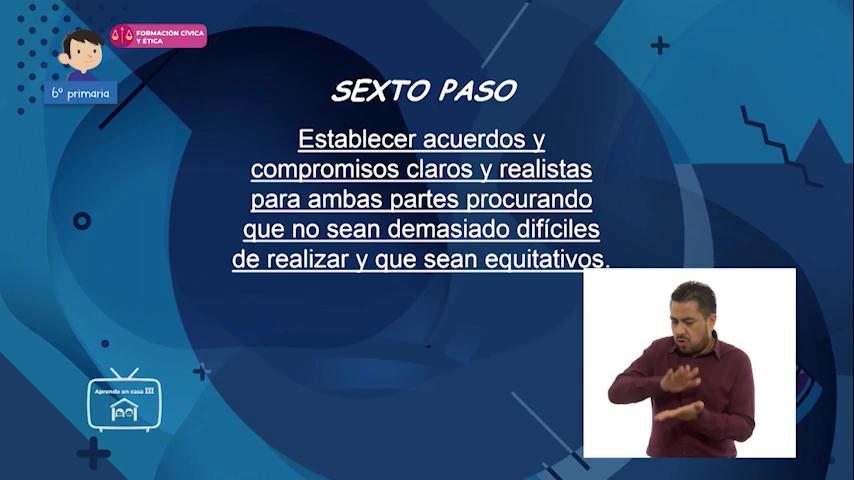 FORMACIÓN CÍVICA
Y ÉTICA
6º primaria
SEXTO PASO
Establecer acuerdos y
compromisos claros y realistas
para ambas partes procurando
que no sean demasiado difíciles
de realizar y que sean equitativos.
Aprende en casa III